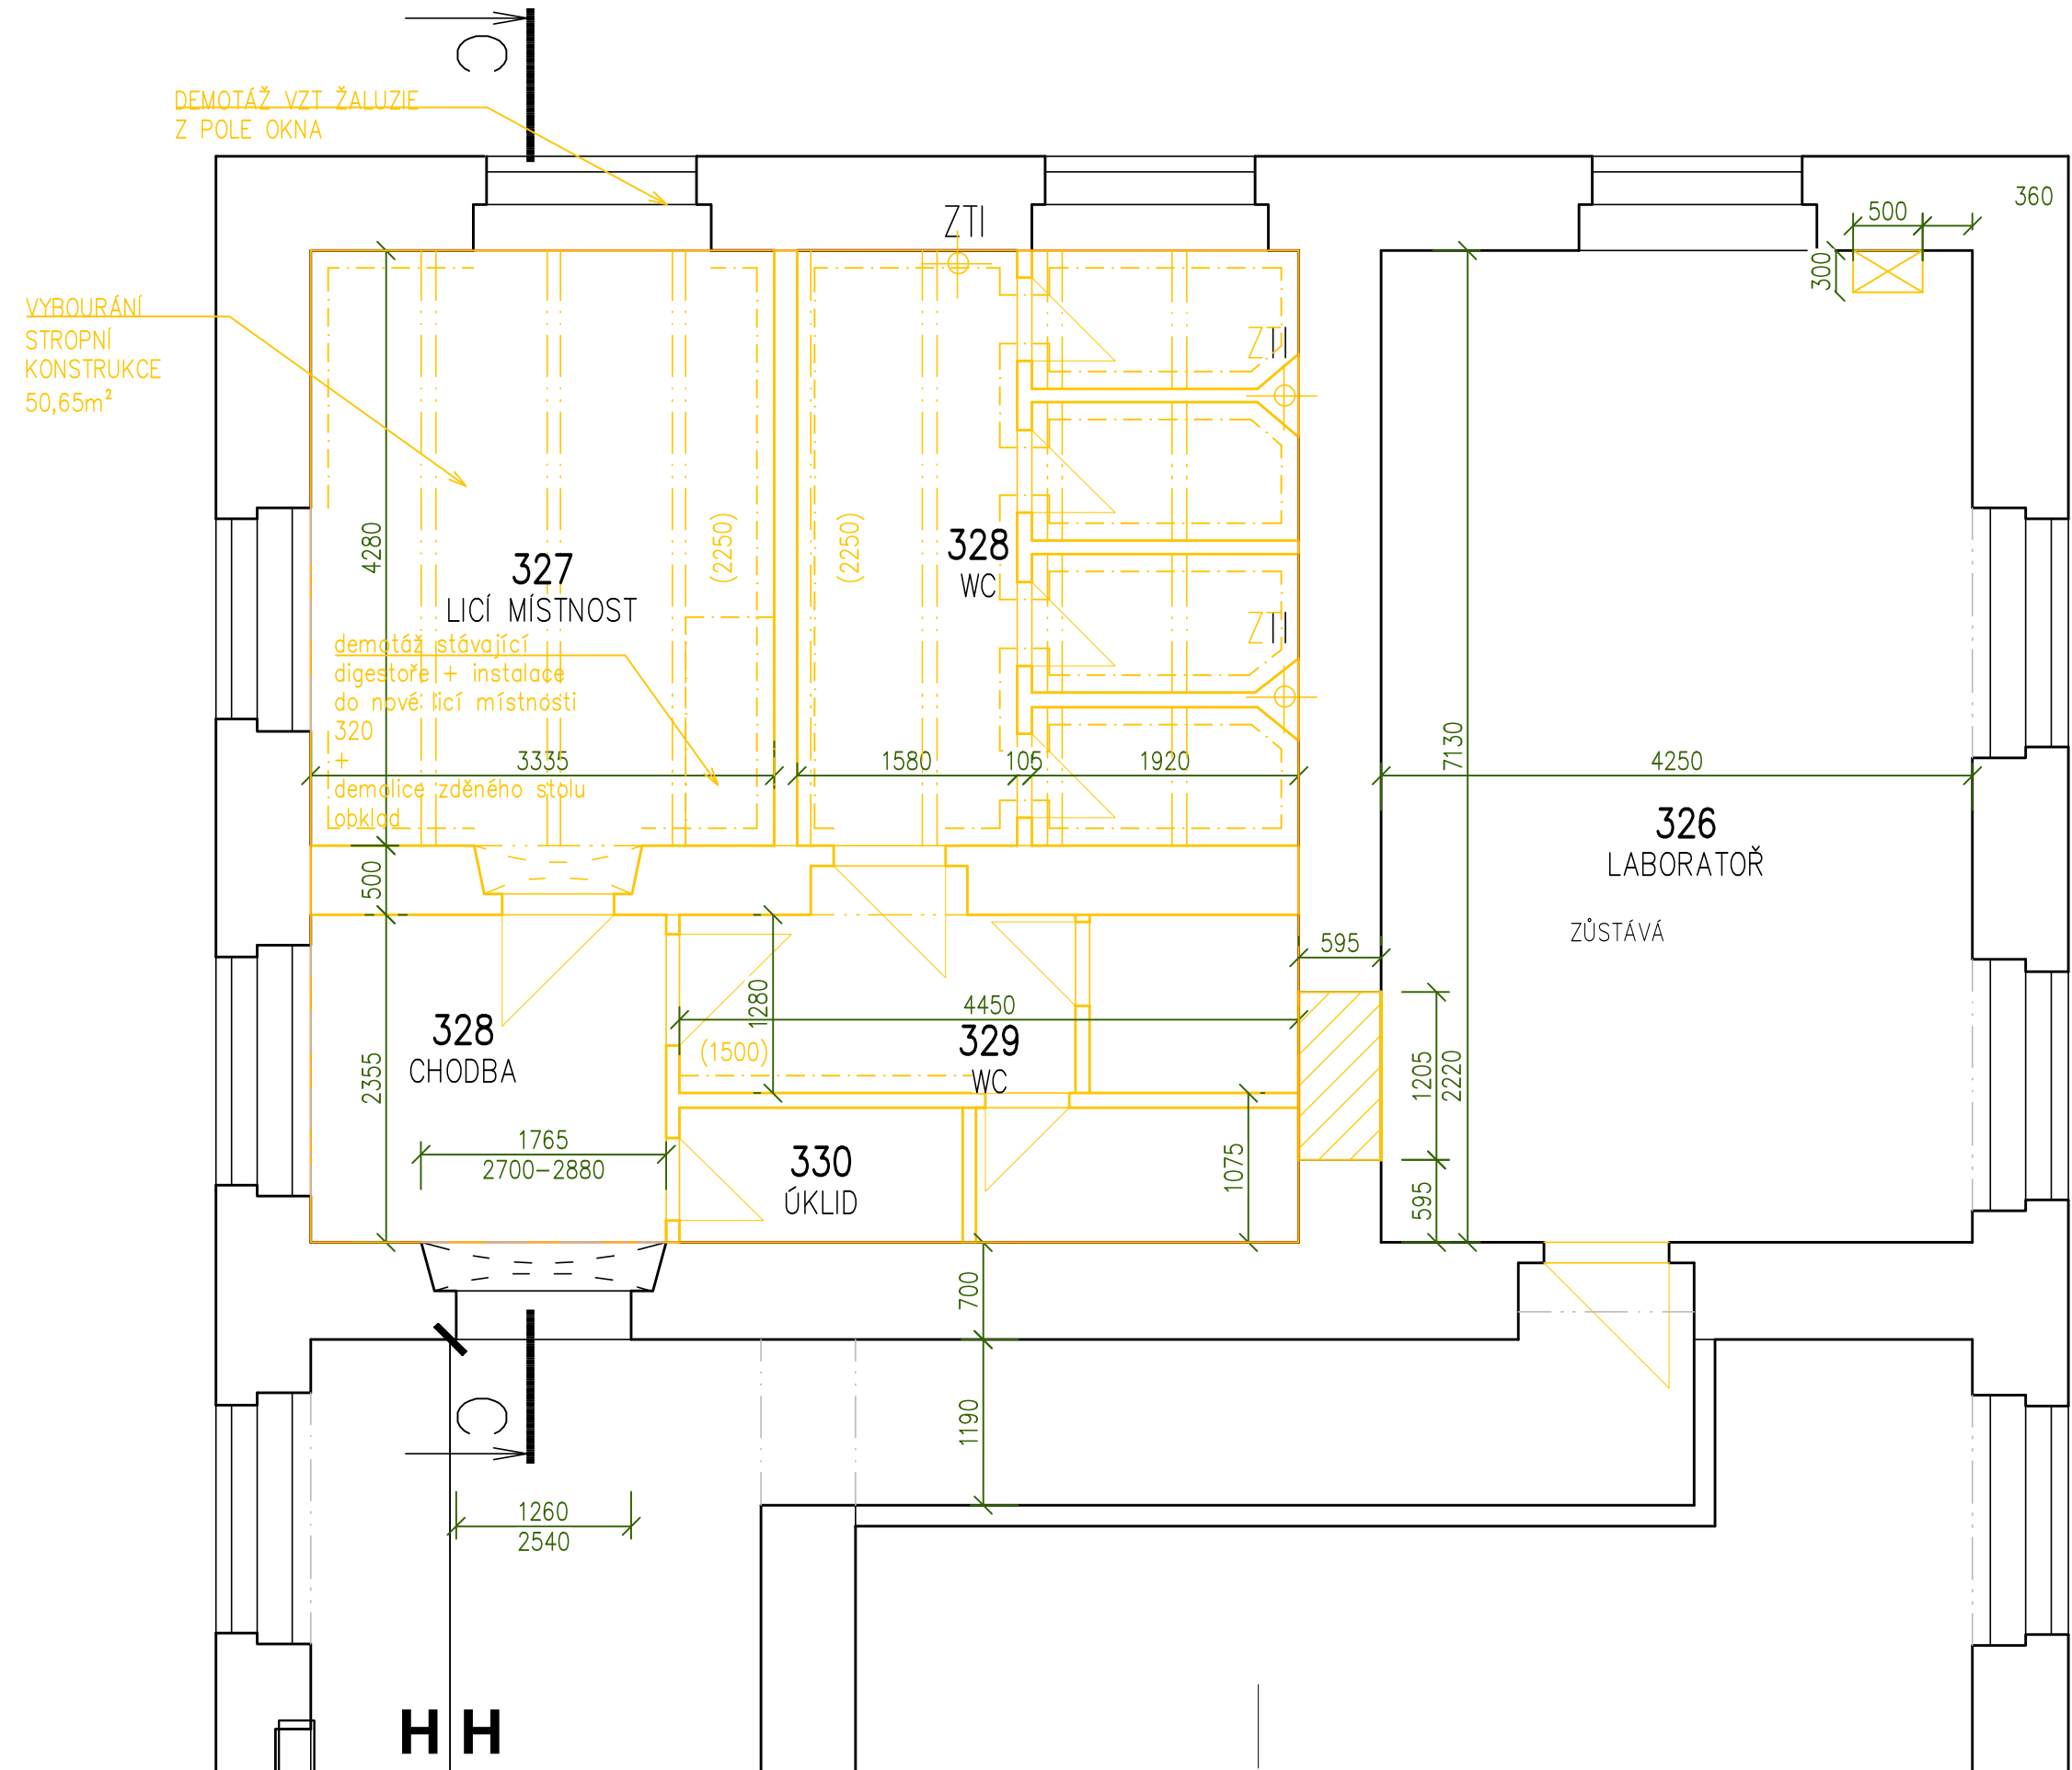 C
DEMOTÁŽ VZT ŽALUZIE
Z POLE OKNA
360
500
ZTI
300
VYBOURÁNÍ
STROPNÍ
KONSTRUKCE
50,65m²
ZTI
4280
(2250)
(2250)
327
LICÍ MÍSTNOST
328
WC
ZTI
demotáž stávající
digestoře + instalace
do nové licí místnosti
320
+
demolice zděného stolu
obklad
3335
1580
105
1920
7130
4250
326
LABORATOŘ
ZŮSTÁVÁ
500
595
1280
4450
328
CHODBA
(1500)
329
WC
2355
1205
2220
1765
2700-2880
330
ÚKLID
1075
595
700
C
1190
1260
2540
H H